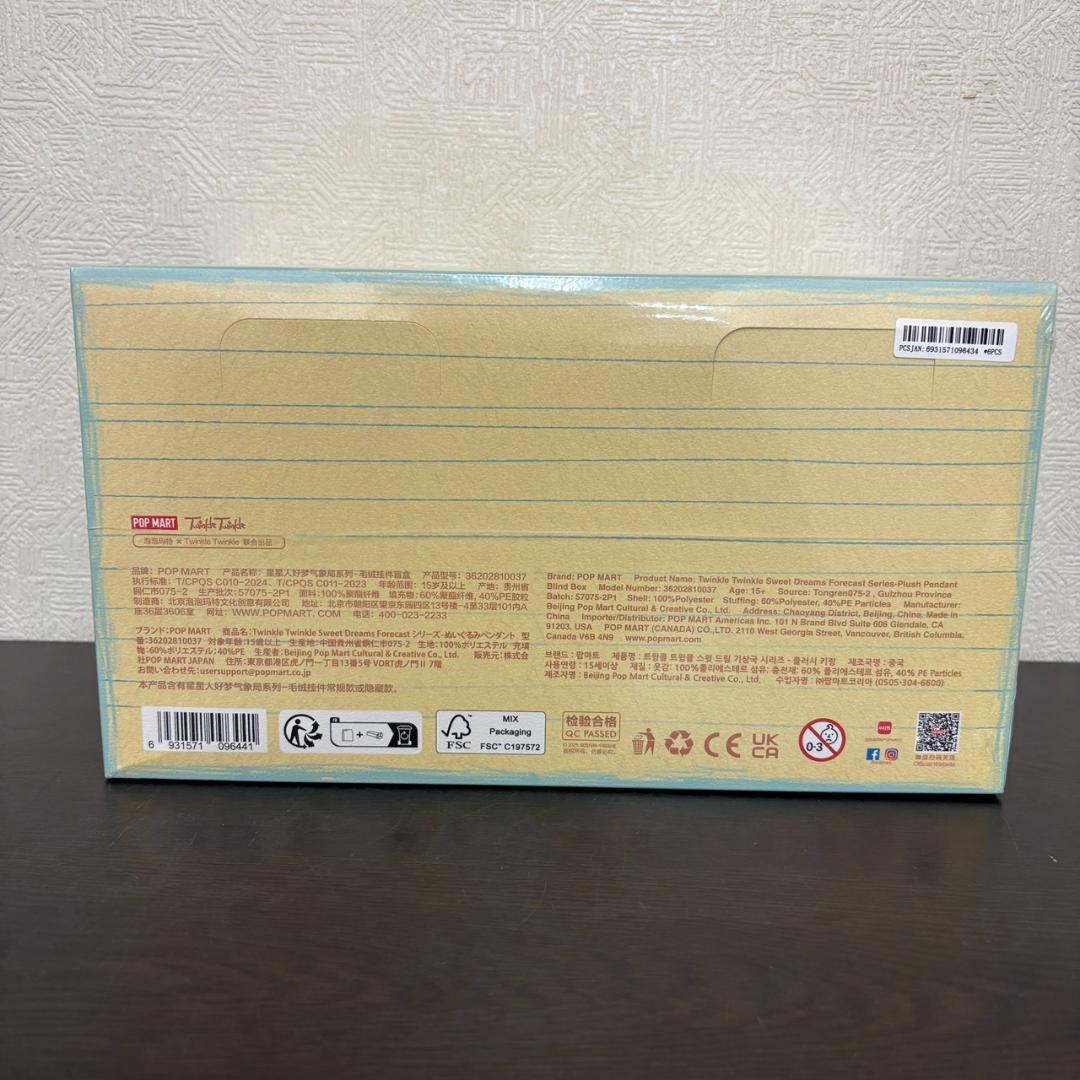 PCSJAN:6931571096434 *6PCS
POP MART Twinkle Twinkle
泡泡玛特 × Twinkle Twinkle 联合出品
品牌：POP MART 产品名称：星星人好梦气象局系列-毛绒挂件盲盒 产品型号：36202810037
执行标准：T/CPQS C010-2024、T/CPQS C011-2023 年龄范围：15岁及以上 产地：贵州省
铜仁市075-2 生产批次：57075-2P1 面料：100%聚酯纤维 填充物：60%聚酯纤维，40%PE胶粒
制造商：北京泡泡玛特文化创意有限公司 地址：北京市朝阳区望京东园四区13号楼-4至33层101内A
座36层3606室 网址：WWW.POPMART.COM 电话：400-023-2233
ブランド：POP MART 商品名：Twinkle Twinkle Sweet Dreams Forecast シリーズ-ぬいぐるみペンダント 型
番：36202810037 対象年齢：15歳以上 生産地：中国貴州省銅仁市075-2 生地：100%ポリエステル 充填
物：60%ポリエステル、40%PE 生産者：Beijing Pop Mart Cultural & Creative Co., Ltd. 販売元：株式会
社POP MART JAPAN 住所：東京都港区虎ノ門一丁目13番5号 VORT虎ノ門II 7階
お問い合わせ先：usersupport@popmart.co.jp
本产品含有星星人好梦气象局系列-毛绒挂件常规款或隐藏款。
Brand: POP MART Product Name: Twinkle Twinkle Sweet Dreams Forecast Series-Plush Pendant
Blind Box Model Number: 36202810037 Age: 15+ Source: Tongren075-2 , Guizhou Province
Batch: 57075-2P1 Shell: 100%Polyester Stuffing: 60%Polyester, 40%PE Particles Manufacturer:
Beijing Pop Mart Cultural & Creative Co., Ltd. Address: Chaoyang District, Beijing, China. Made in
China Importer/Distributor: POP MART Americas Inc. 101 N Brand Blvd Suite 600 Glendale, CA
91203. USA POP MART (CANADA) CO.,LTD. 2110 West Georgia Street, Vancouver, British Columbia,
Canada V6B 4N9 www.popmart.com
브랜드 : 팝마트 제품명 : 트윙클 트윙클 스윗 드림 기상국 시리즈 - 플러시 키링 제조국명 : 중국
사용연령 : 15세이상 재질 : 옷감: 100%폴리에스테르 섬유; 충전재: 60% 폴리에스테르 섬유, 40% PE Particles
제조자명 : Beijing Pop Mart Cultural & Creative Co., Ltd. 수입자명 : ㈜팝마트코리아 (0505-304-6600)
6 931571 096441
FR
FSC
MIX
Packaging
FSC™ C197572
检验合格
QC PASSED
CE
UK
CA
0-3
Official Website